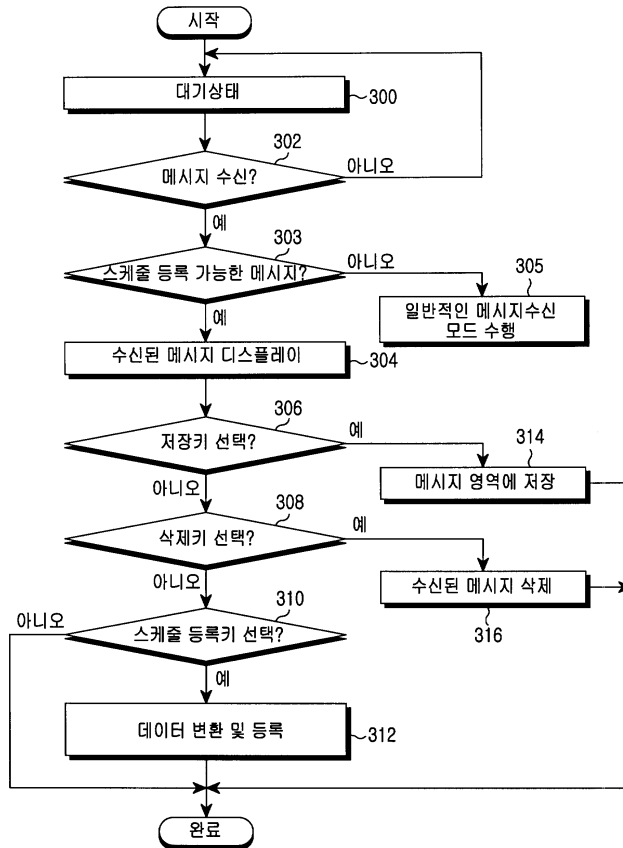 시작
대기상태
300
302
메시지 수신?
아니오
예
303
스케줄 등록 가능한 메시지?
아니오
305
일반적인 메시지수신
모드 수행
예
수신된 메시지 디스플레이
304
306
저장키 선택?
예
314
메시지 영역에 저장
아니오
308
삭제키 선택?
예
수신된 메시지 삭제
316
아니오
310
아니오
스케줄 등록키 선택?
예
데이터 변환 및 등록
312
완료